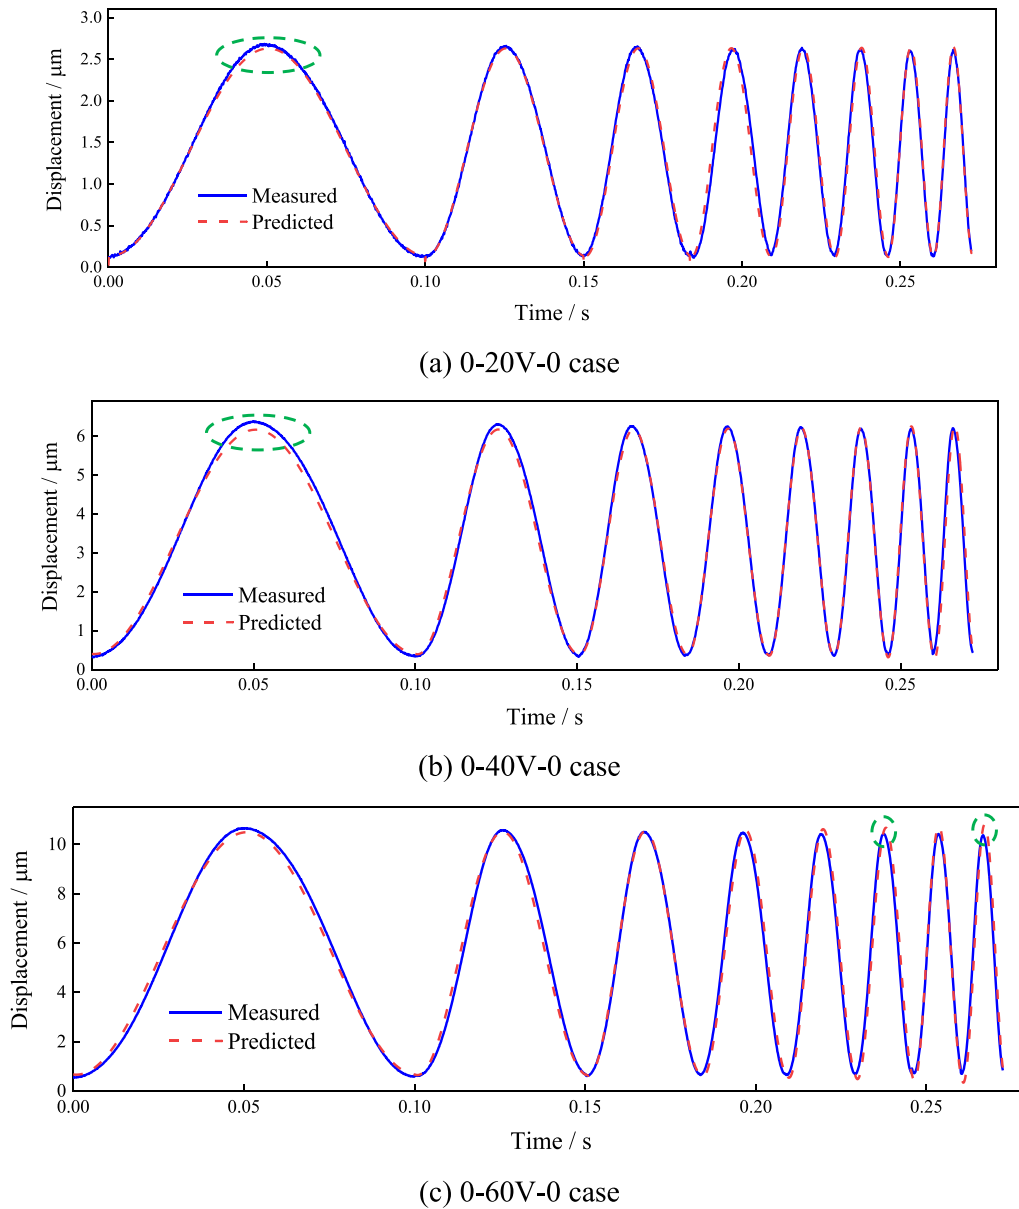 3.0
2.5
2.0
1.5
1.0
0.5
0.0
Displacement / μm
Measured
Predicted
0.00 0.05 0.10 0.15 0.20 0.25
Time / s
(a) 0-20V-0 case
6
5
4
3
2
1
0
Displacement / μm
Measured
Predicted
0.00 0.05 0.10 0.15 0.20 0.25
Time / s
(b) 0-40V-0 case
10
8
6
4
2
0
Displacement / μm
Measured
Predicted
0.00 0.05 0.10 0.15 0.20 0.25
Time / s
(c) 0-60V-0 case